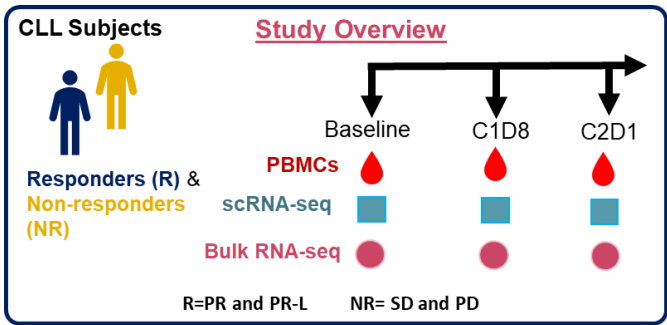 CLL Subjects
Study Overview
Baseline
C1D8
C2D1
PBMCs
Responders (R) &
Non-responders
(NR)
scRNA-seq
Bulk RNA-seq
R=PR and PR-L
NR= SD and PD